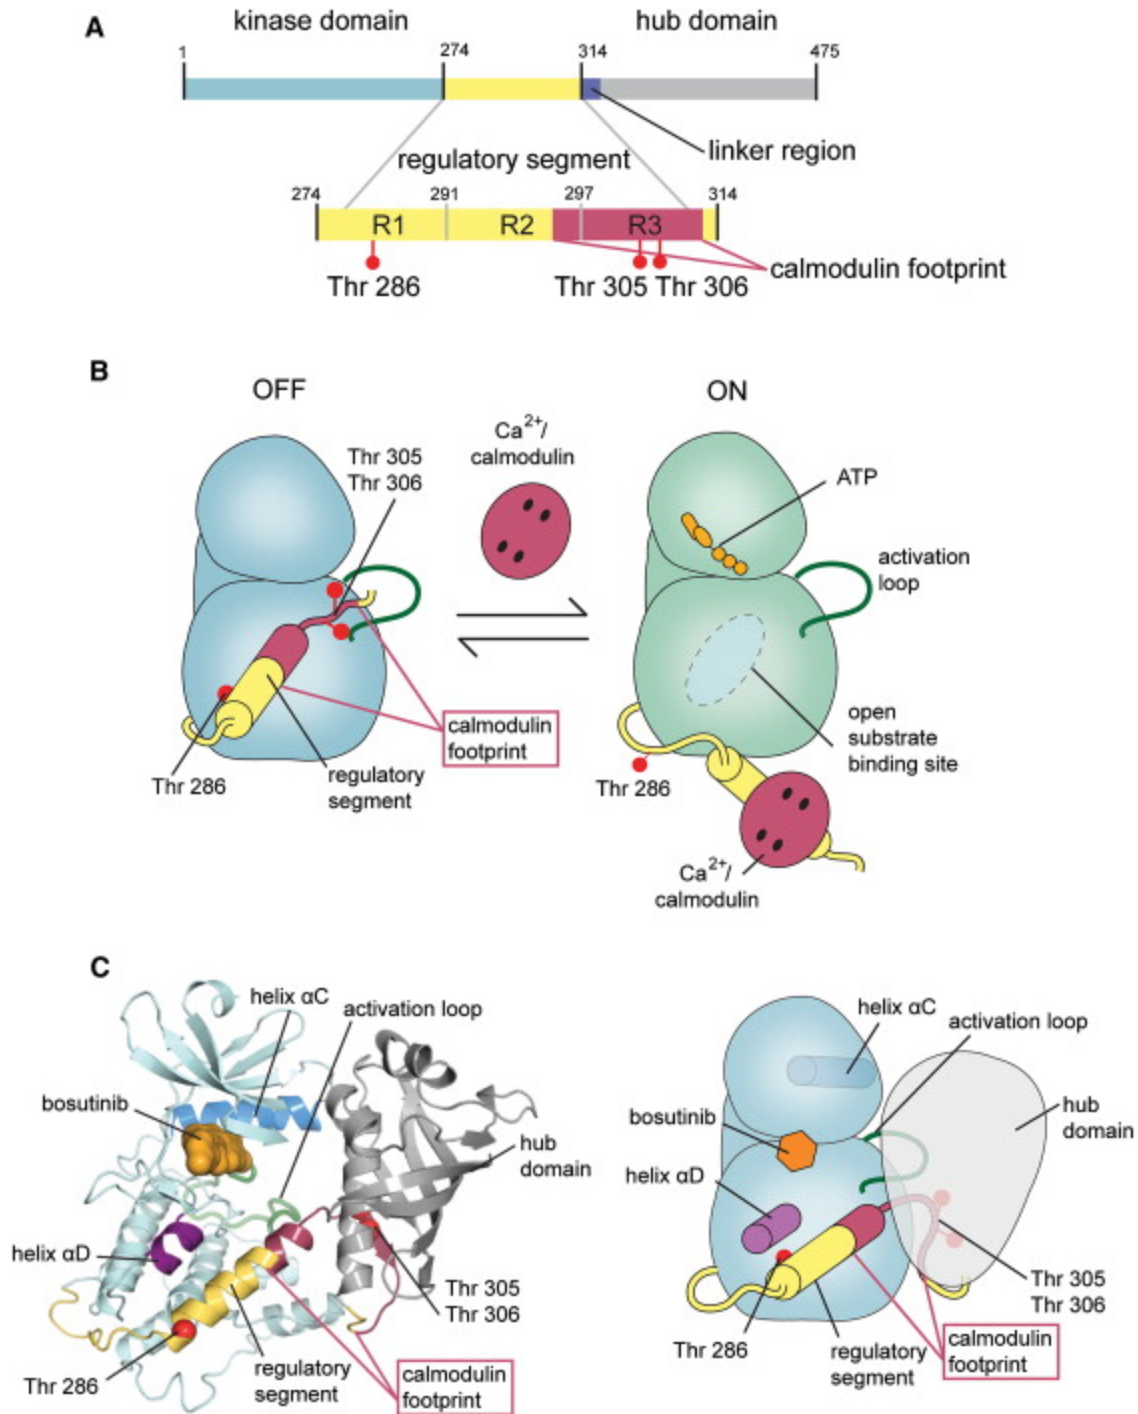 A
kinase domain
hub domain
1
274
314
475
linker region
regulatory segment
274
291
297
314
R1
R2
R3
calmodulin footprint
Thr 286
Thr 305
Thr 306
B
OFF
ON
Ca2+/
calmodulin
Thr 305
Thr 306
ATP
activation
loop
calmodulin
footprint
open
substrate
binding site
Thr 286
regulatory
segment
Thr 286
Ca2+/
calmodulin
C
helix αC
activation loop
bosutinib
hub
domain
helix αD
Thr 305
Thr 306
Thr 286
regulatory
segment
calmodulin
footprint
helix αC
activation loop
bosutinib
hub
domain
helix αD
Thr 305
Thr 306
Thr 286
regulatory
segment
calmodulin
footprint